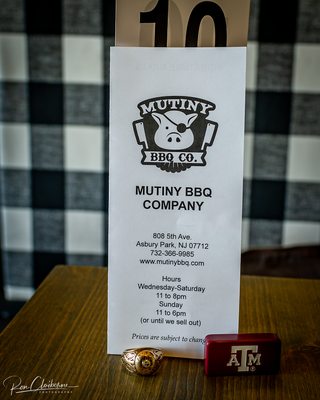 10
MUTINY
BBQ CO.
MUTINY BBQ
COMPANY
808 5th Ave.
Asbury Park, NJ 07712
732-366-9985
www.mutinybbq.com
Hours
Wednesday-Saturday
11 to 8pm
Sunday
11 to 6pm
(or until we sell out)
Prices are subject to change
ATM
PHOTOGRAPHY